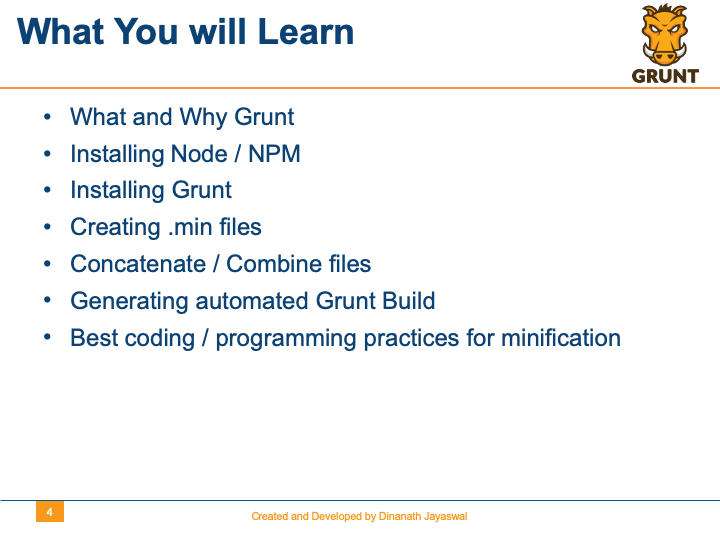 What You will Learn
GRUNT
• What and Why Grunt
• Installing Node / NPM
• Installing Grunt
• Creating .min files
• Concatenate / Combine files
• Generating automated Grunt Build
• Best coding / programming practices for minification
4
Created and Developed by Dinanath Jayaswal